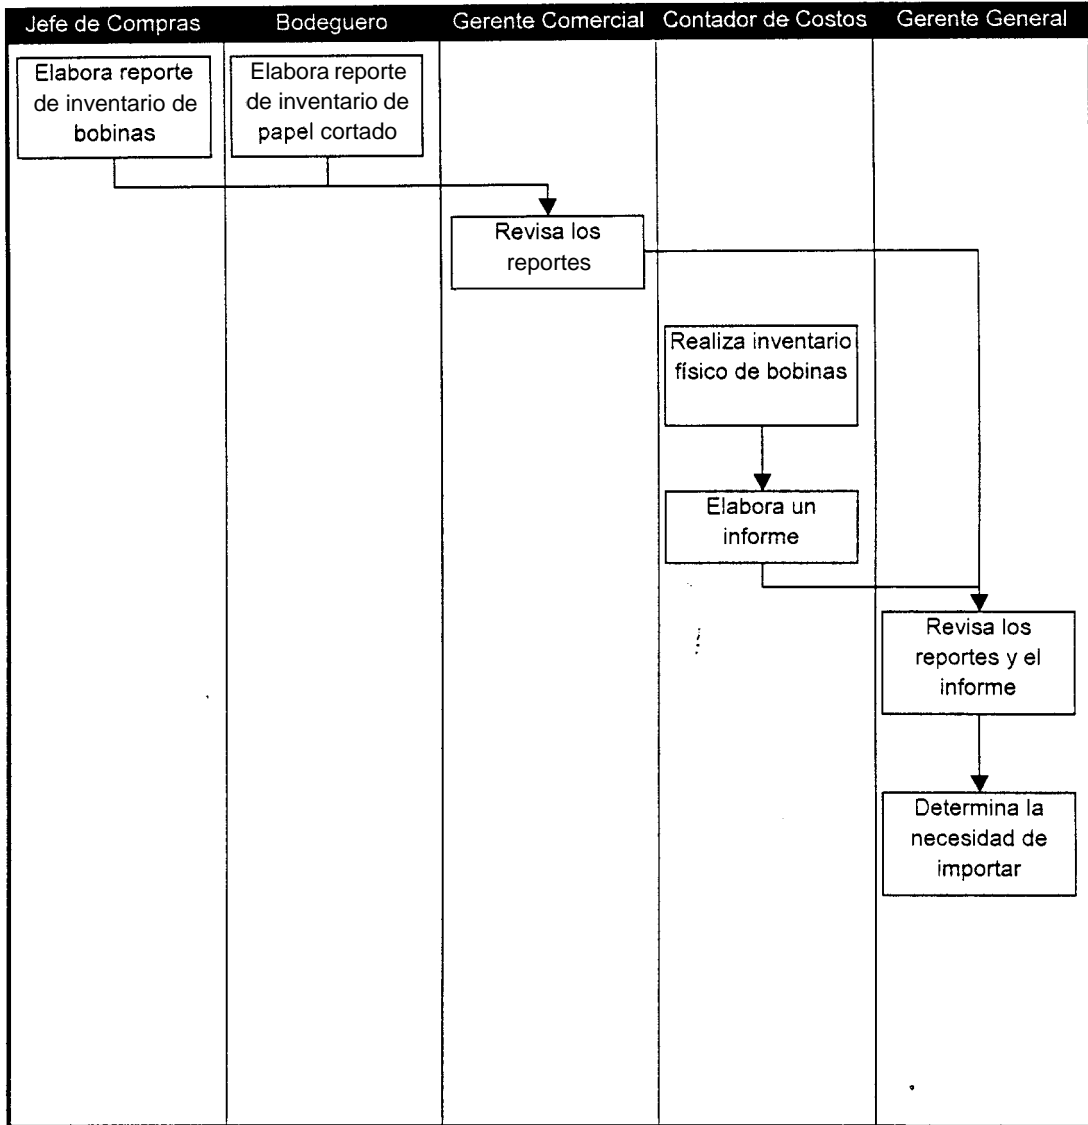 Jefe de Compras Bodeguero Gerente Comercial Contador de Costos Gerente General
Elabora reporte
de inventario de
bobinas
Elabora reporte
de inventario de
papel cortado
Revisa los
reportes
Realiza inventario
físico de bobinas
Elabora un
informe
Revisa los
reportes y el
informe
Determina la
necesidad de
importar